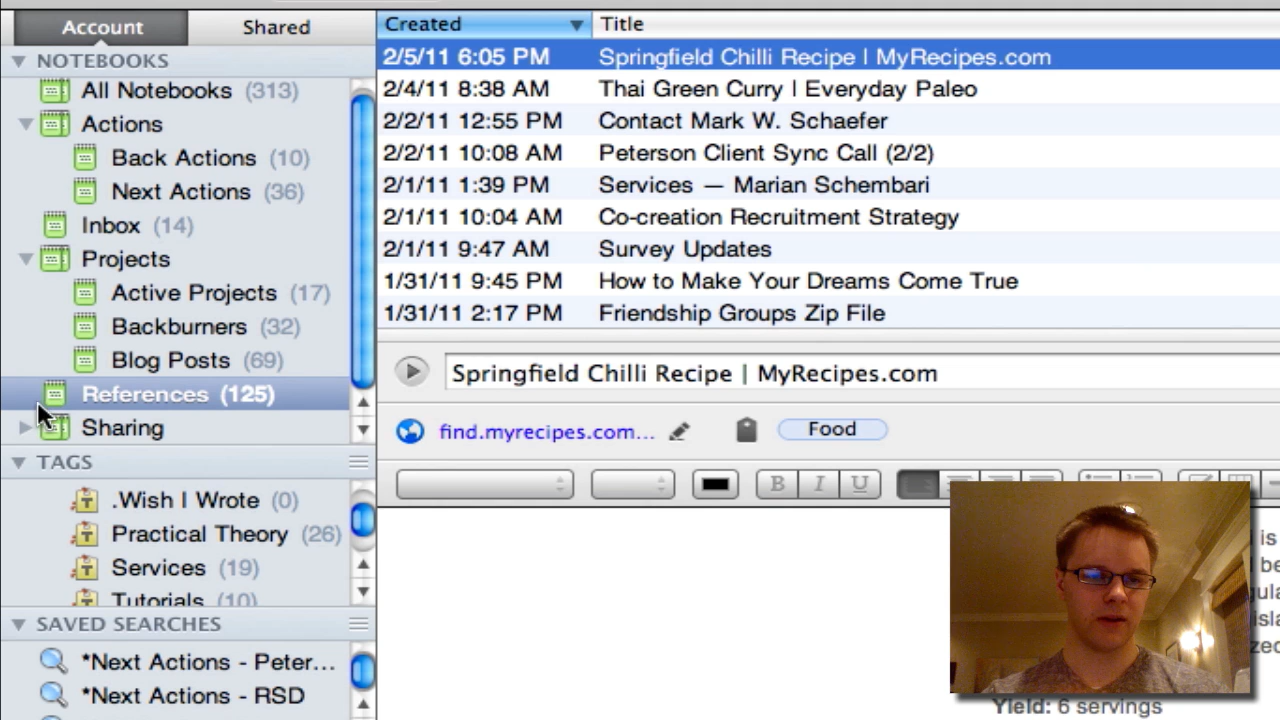 Account
Shared
NOTEBOOKS
All Notebooks (313)
Actions
Back Actions (10)
Next Actions (36)
Inbox (14)
Projects
Active Projects (17)
Backburners (32)
Blog Posts (69)
References (125)
Sharing
TAGS
.Wish I Wrote (0)
Practical Theory (26)
Services (19)
Tutorials (10)
SAVED SEARCHES
*Next Actions - Peter...
*Next Actions - RSD
Created Title
2/5/11 6:05 PM Springfield Chilli Recipe | MyRecipes.com
2/4/11 8:38 AM Thai Green Curry | Everyday Paleo
2/2/11 12:55 PM Contact Mark W. Schaefer
2/2/11 10:08 AM Peterson Client Sync Call (2/2)
2/1/11 1:39 PM Services — Marian Schembari
2/1/11 10:04 AM Co-creation Recruitment Strategy
2/1/11 9:47 AM Survey Updates
1/31/11 9:45 PM How to Make Your Dreams Come True
1/31/11 2:17 PM Friendship Groups Zip File
Springfield Chilli Recipe | MyRecipes.com
find.myrecipes.com... Food
B I U
is
Yield: 6 servings